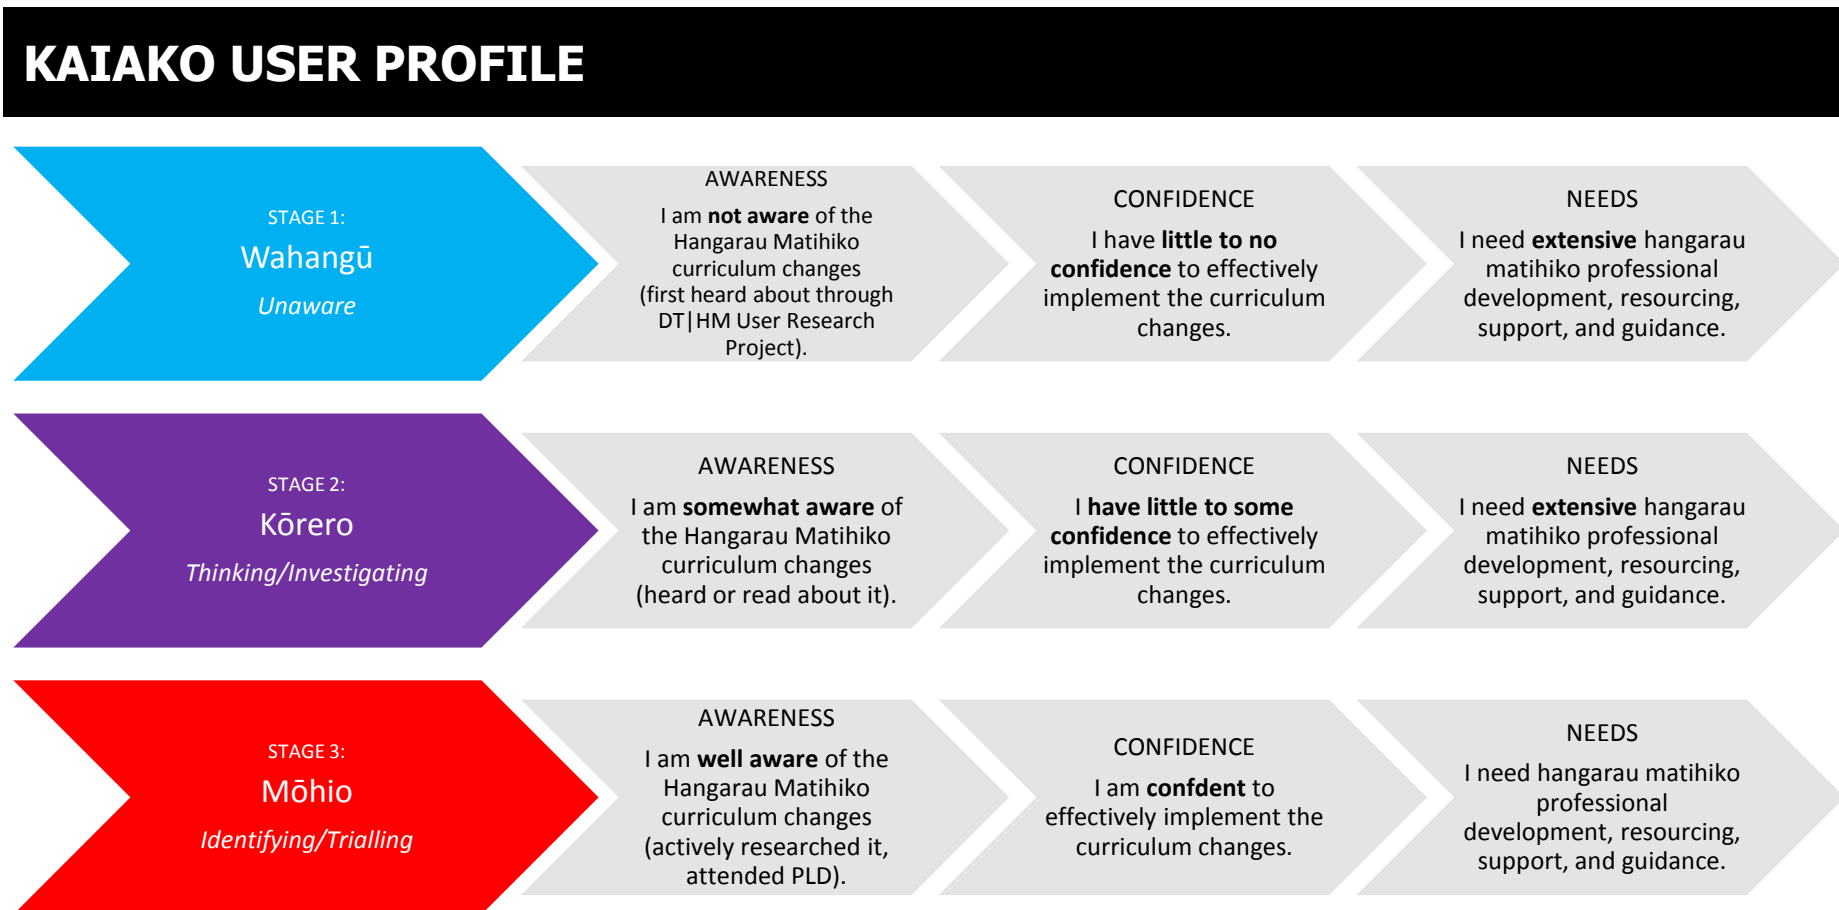 KAIAKO USER PROFILE
STAGE 1:
Wahangū
Unaware
AWARENESS
I am not aware of the
Hangarau Matihiko
curriculum changes
(first heard about through
DT|HM User Research
Project).
CONFIDENCE
I have little to no
confidence to effectively
implement the curriculum
changes.
NEEDS
I need extensive hangarau
matihiko professional
development, resourcing,
support, and guidance.
STAGE 2:
Kōrero
Thinking/Investigating
AWARENESS
I am somewhat aware of
the Hangarau Matihiko
curriculum changes
(heard or read about it).
CONFIDENCE
I have little to some
confidence to effectively
implement the curriculum
changes.
NEEDS
I need extensive hangarau
matihiko professional
development, resourcing,
support, and guidance.
STAGE 3:
Mōhio
Identifying/Trialling
AWARENESS
I am well aware of the
Hangarau Matihiko
curriculum changes
(actively researched it,
attended PLD).
CONFIDENCE
I am confdent to
effectively implement the
curriculum changes.
NEEDS
I need hangarau matihiko
professional
development, resourcing,
support, and guidance.